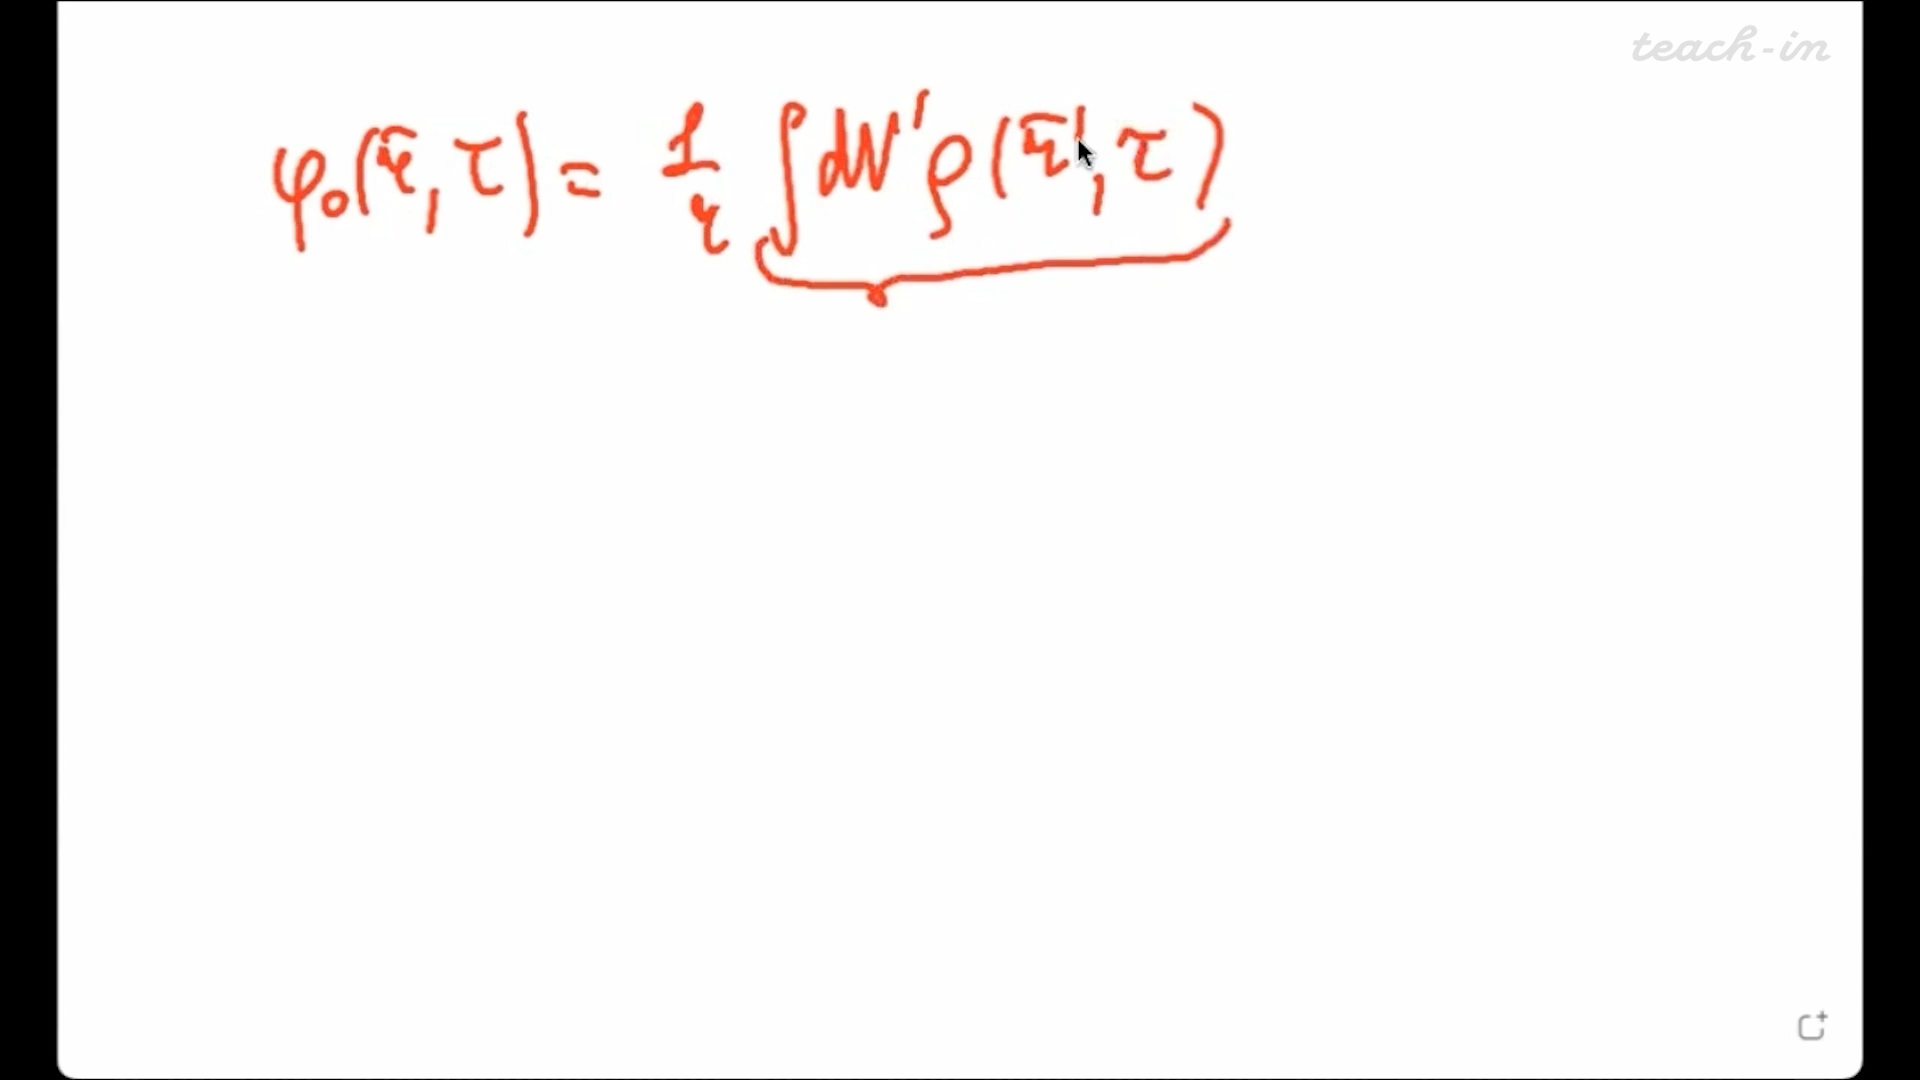 teach-in
φ₀(r̄, τ) = 1/r ∫dV' ρ(r̄', τ)